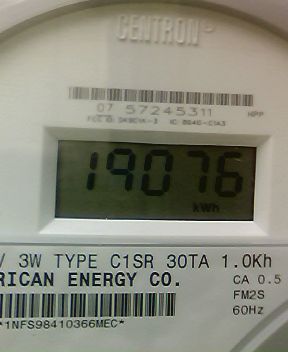 CENTRON
07 57245311 HPP
19076
kWh
V 3W TYPE C1SR 30TA 1.0Kh
RICAN ENERGY CO.
CA 0.5
FM2S
60Hz
*1NFS98410366MEC*